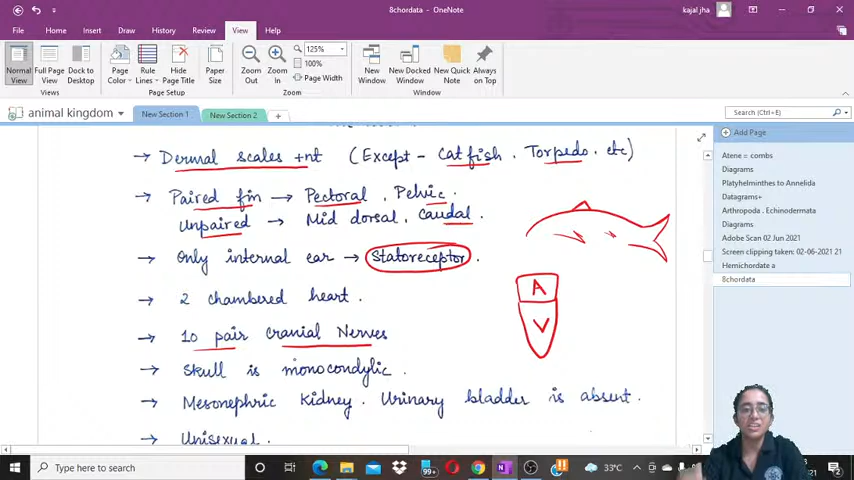 8chordata - OneNote
kajal jha
File Home Insert Draw History Review View Help
125%
100%
Page Width
Normal View
Full Page View
Dock to Desktop
Page Color
Rule Lines
Hide Page Title
Paper Size
Zoom Out
Zoom In
New Window
New Docked Window
New Quick Note
Always on Top
Views
Page Setup
Zoom
Window
animal kingdom
New Section 1
New Section 2
+
Search (Ctrl+E)
Add Page
Atene = combs
Diagrams
Platyhelminthes to Annelida
Datagrams+
Arthropoda . Echinodermata
Diagrams
Adobe Scan 02 Jun 2021
Screen clipping taken: 02-06-2021 21
Hemichordate a
8chordata
→ Dermal scales +nt (Except - Catfish . Torpedo. etc)
→ Paired fin → Pectoral , Pelvic .
Unpaired → Mid dorsal, Caudal .
→ Only internal ear → Statoreceptor .
→ 2 chambered heart .
→ 10 pair Cranial Nerves
→ Skull is monocondylic .
→ Mesonephric Kidney. Urinary bladder is absent.
→ Unisexual.
A
V
Type here to search
99+
33°C